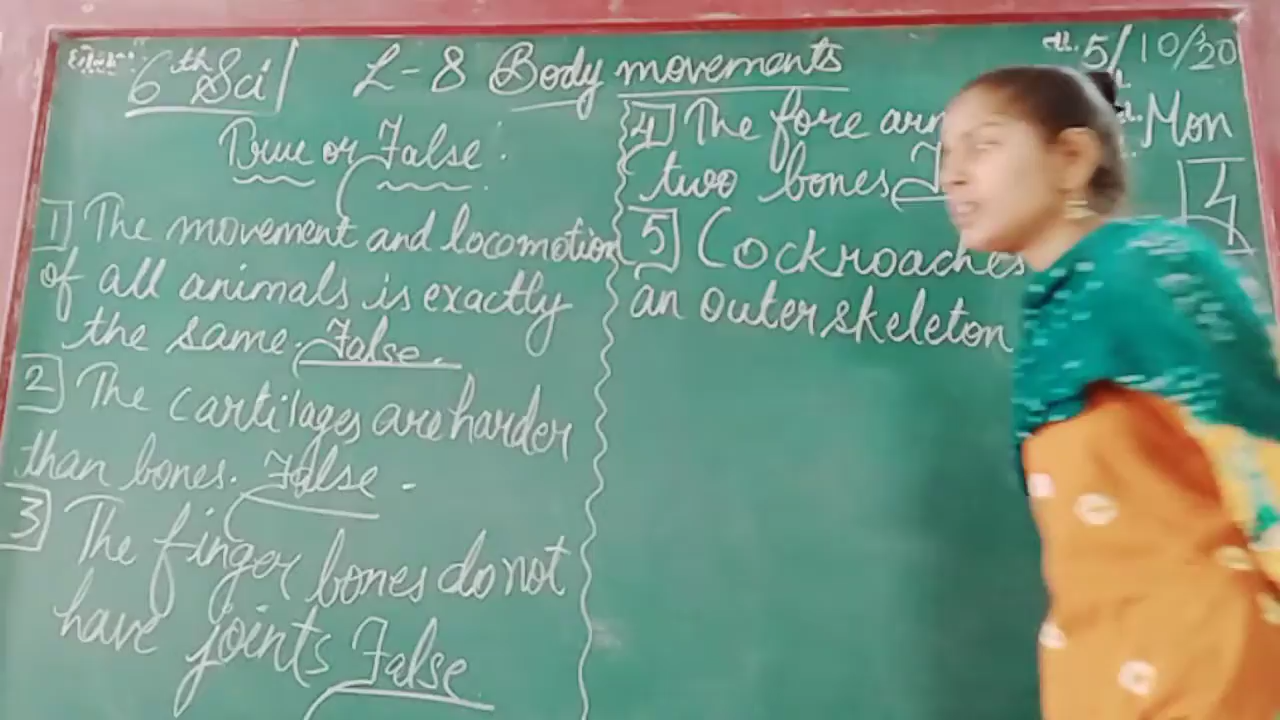 6th Sci
L-8 Body movements
5/10/20
Mon
True or False.
1] The movement and locomotion
of all animals is exactly
the same. False.
2] The cartilages are harder
than bones. False.
3] The finger bones do not
have joints False
4] The fore
two bones
5] Cockroaches
an outer skeleton